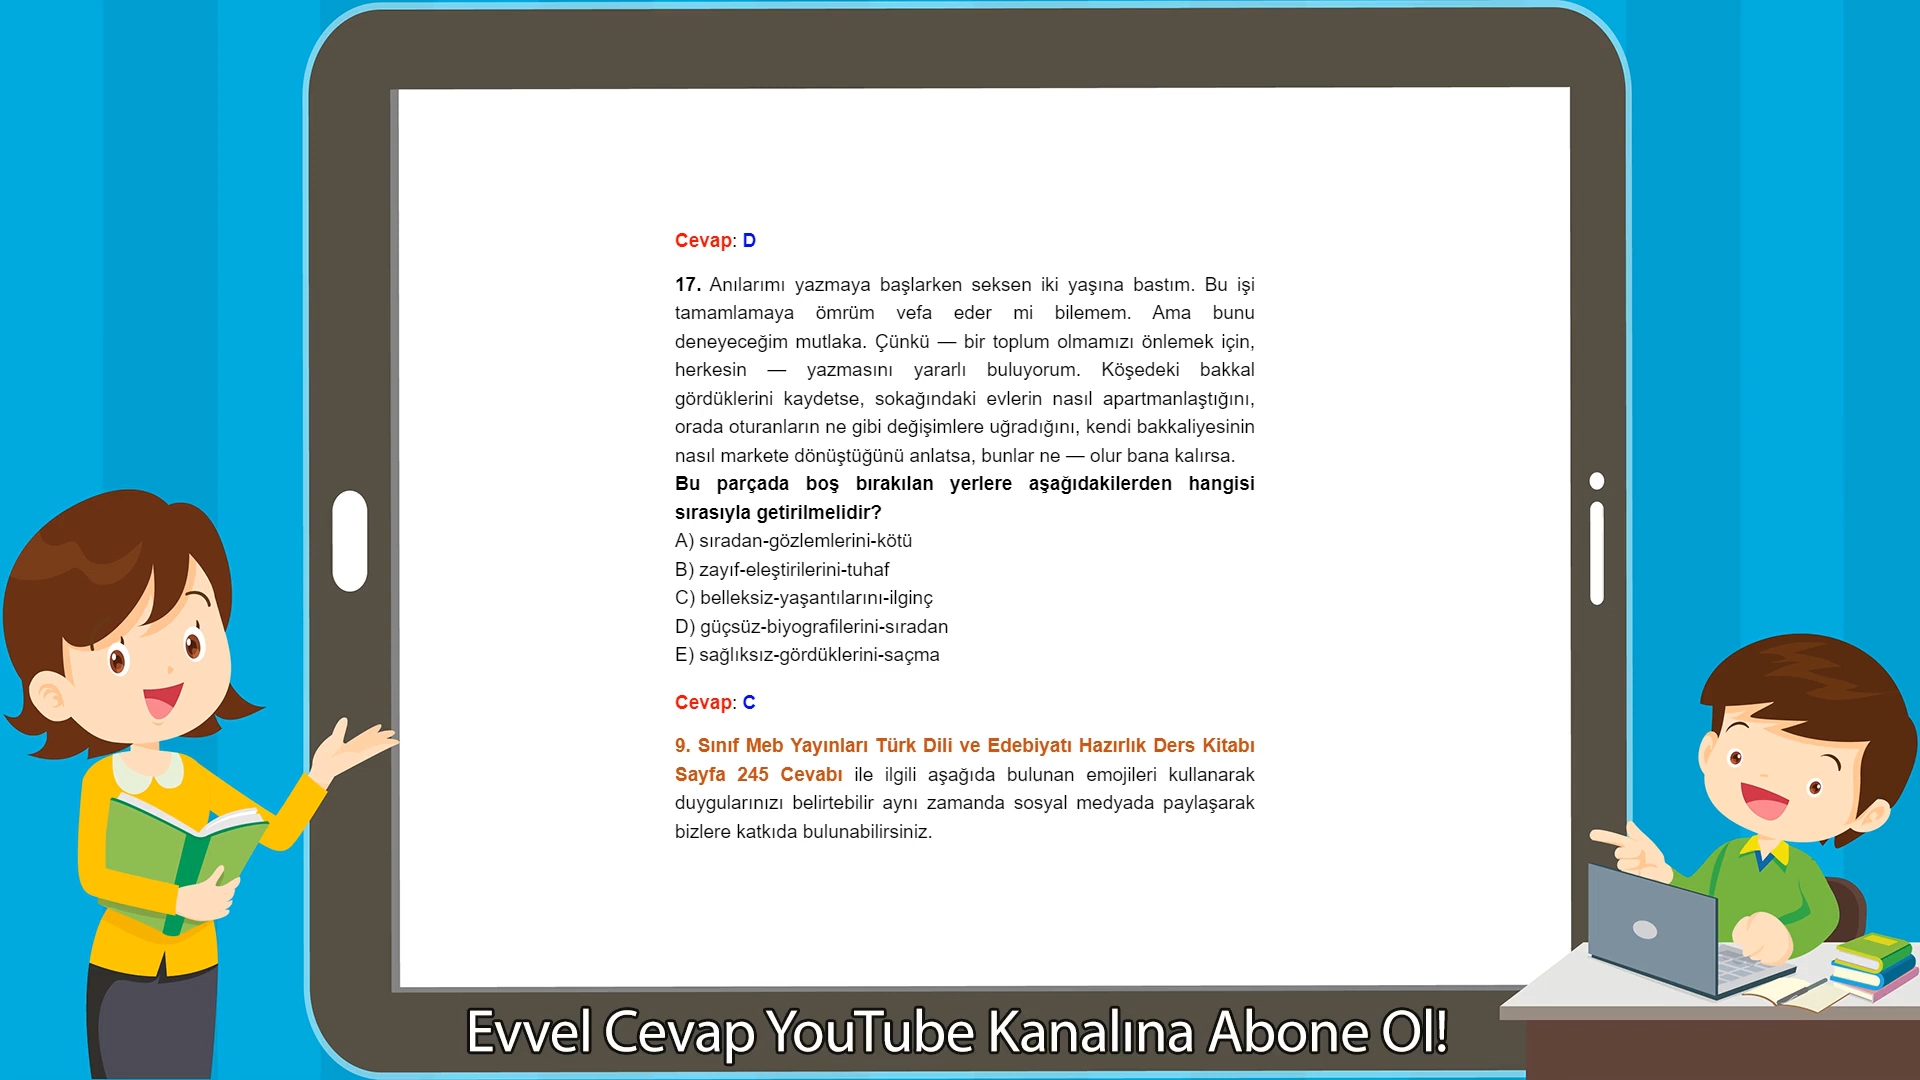 Cevap: D
17. Anılarımı yazmaya başlarken seksen iki yaşına bastım. Bu işi
tamamlamaya ömrüm vefa eder mi bilemem. Ama bunu
deneyeceğim mutlaka. Çünkü — bir toplum olmamızı önlemek için,
herkesin — yazmasını yararlı buluyorum. Köşedeki bakkal
gördüklerini kaydetse, sokağındaki evlerin nasıl apartmanlaştığını,
orada oturanların ne gibi değişimlere uğradığını, kendi bakkaliyesinin
nasıl markete dönüştüğünü anlatsa, bunlar ne — olur bana kalırsa.
Bu parçada boş bırakılan yerlere aşağıdakilerden hangisi
sırasıyla getirilmelidir?
A) sıradan-gözlemlerini-kötü
B) zayıf-eleştirilerini-tuhaf
C) belleksiz-yaşantılarını-ilginç
D) güçsüz-biyografilerini-sıradan
E) sağlıksız-gördüklerini-saçma
Cevap: C
9. Sınıf Meb Yayınları Türk Dili ve Edebiyatı Hazırlık Ders Kitabı
Sayfa 245 Cevabı ile ilgili aşağıda bulunan emojileri kullanarak
duygularınızı belirtebilir aynı zamanda sosyal medyada paylaşarak
bizlere katkıda bulunabilirsiniz.
Evvel Cevap YouTube Kanalına Abone Ol!